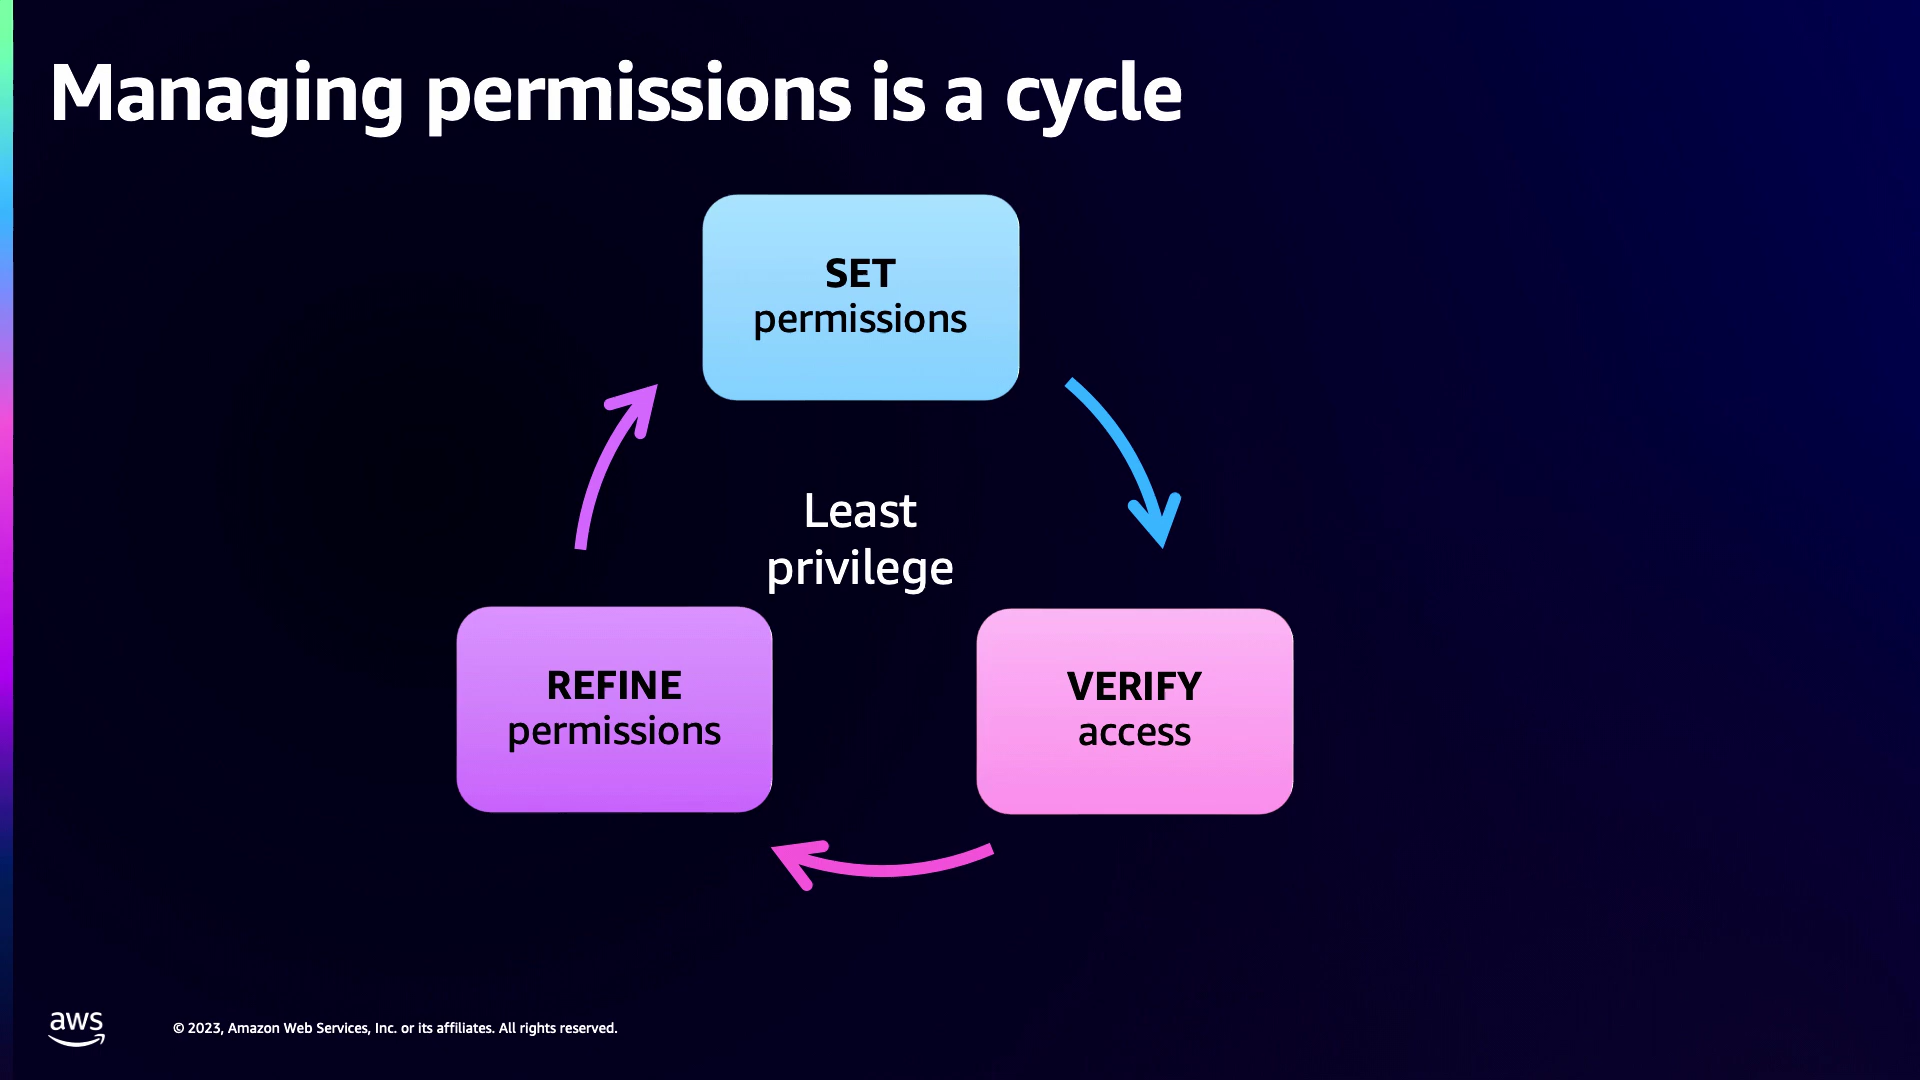 Managing permissions is a cycle
SET
permissions
Least
privilege
REFINE
permissions
VERIFY
access
aws
© 2023, Amazon Web Services, Inc. or its affiliates. All rights reserved.